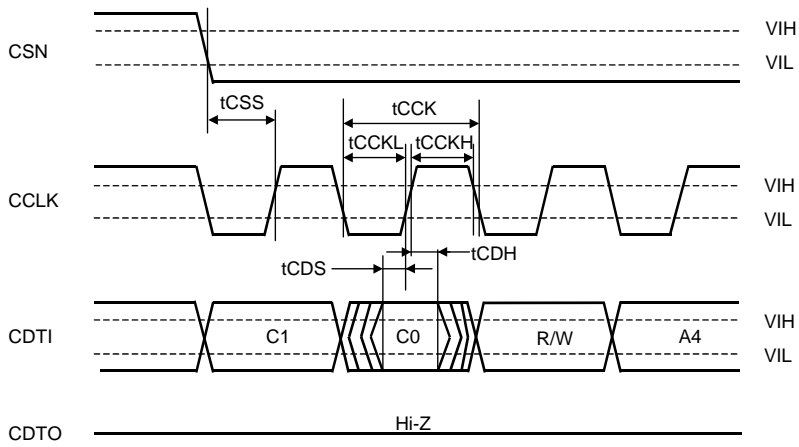 CSN
VIH
VIL
tCSS
tCCK
tCCKL
tCCKH
CCLK
VIH
VIL
tCDS
tCDH
CDTI
C1
C0
R/W
A4
VIH
VIL
CDTO
Hi-Z